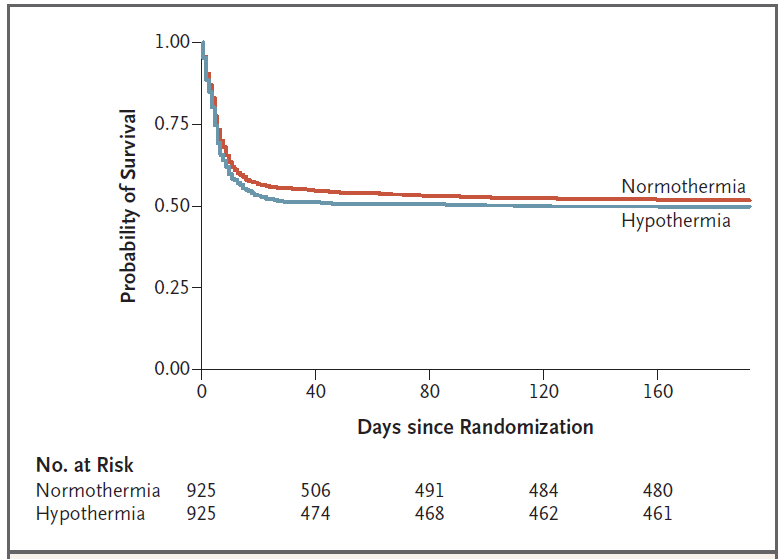 1.00
0.75
0.50
0.25
0.00
Probability of Survival
Normothermia
Hypothermia
0 40 80 120 160
Days since Randomization
No. at Risk
Normothermia 925 506 491 484 480
Hypothermia 925 474 468 462 461